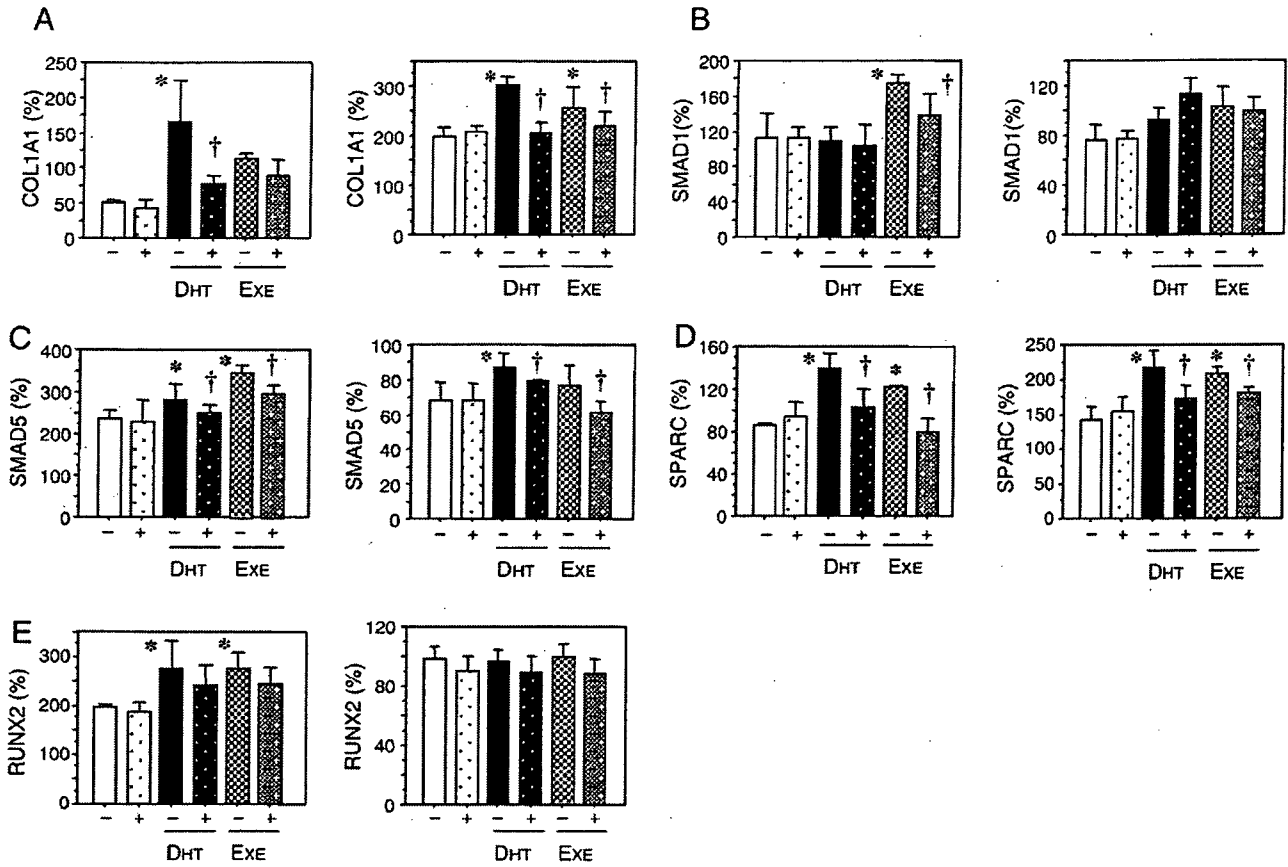 A
COL1A1 (%)
250
200
150
100
50
0
*
†
− + − + − +
DHT EXE
COL1A1 (%)
300
200
100
0
* † * †
− + − + − +
DHT EXE
B
SMAD1 (%)
200
160
120
80
40
0
* †
− + − + − +
DHT EXE
SMAD1(%)
120
80
40
0
− + − + − +
DHT EXE
C
SMAD5 (%)
400
300
200
100
0
* † * †
− + − + − +
DHT EXE
SMAD5 (%)
100
80
60
40
20
0
* † †
− + − + − +
DHT EXE
D
SPARC (%)
160
120
80
40
0
* † * †
− + − + − +
DHT EXE
SPARC (%)
250
200
150
100
50
0
* † * †
− + − + − +
DHT EXE
E
RUNX2 (%)
300
200
100
0
* *
− + − + − +
DHT EXE
RUNX2 (%)
120
80
40
0
− + − + − +
DHT EXE